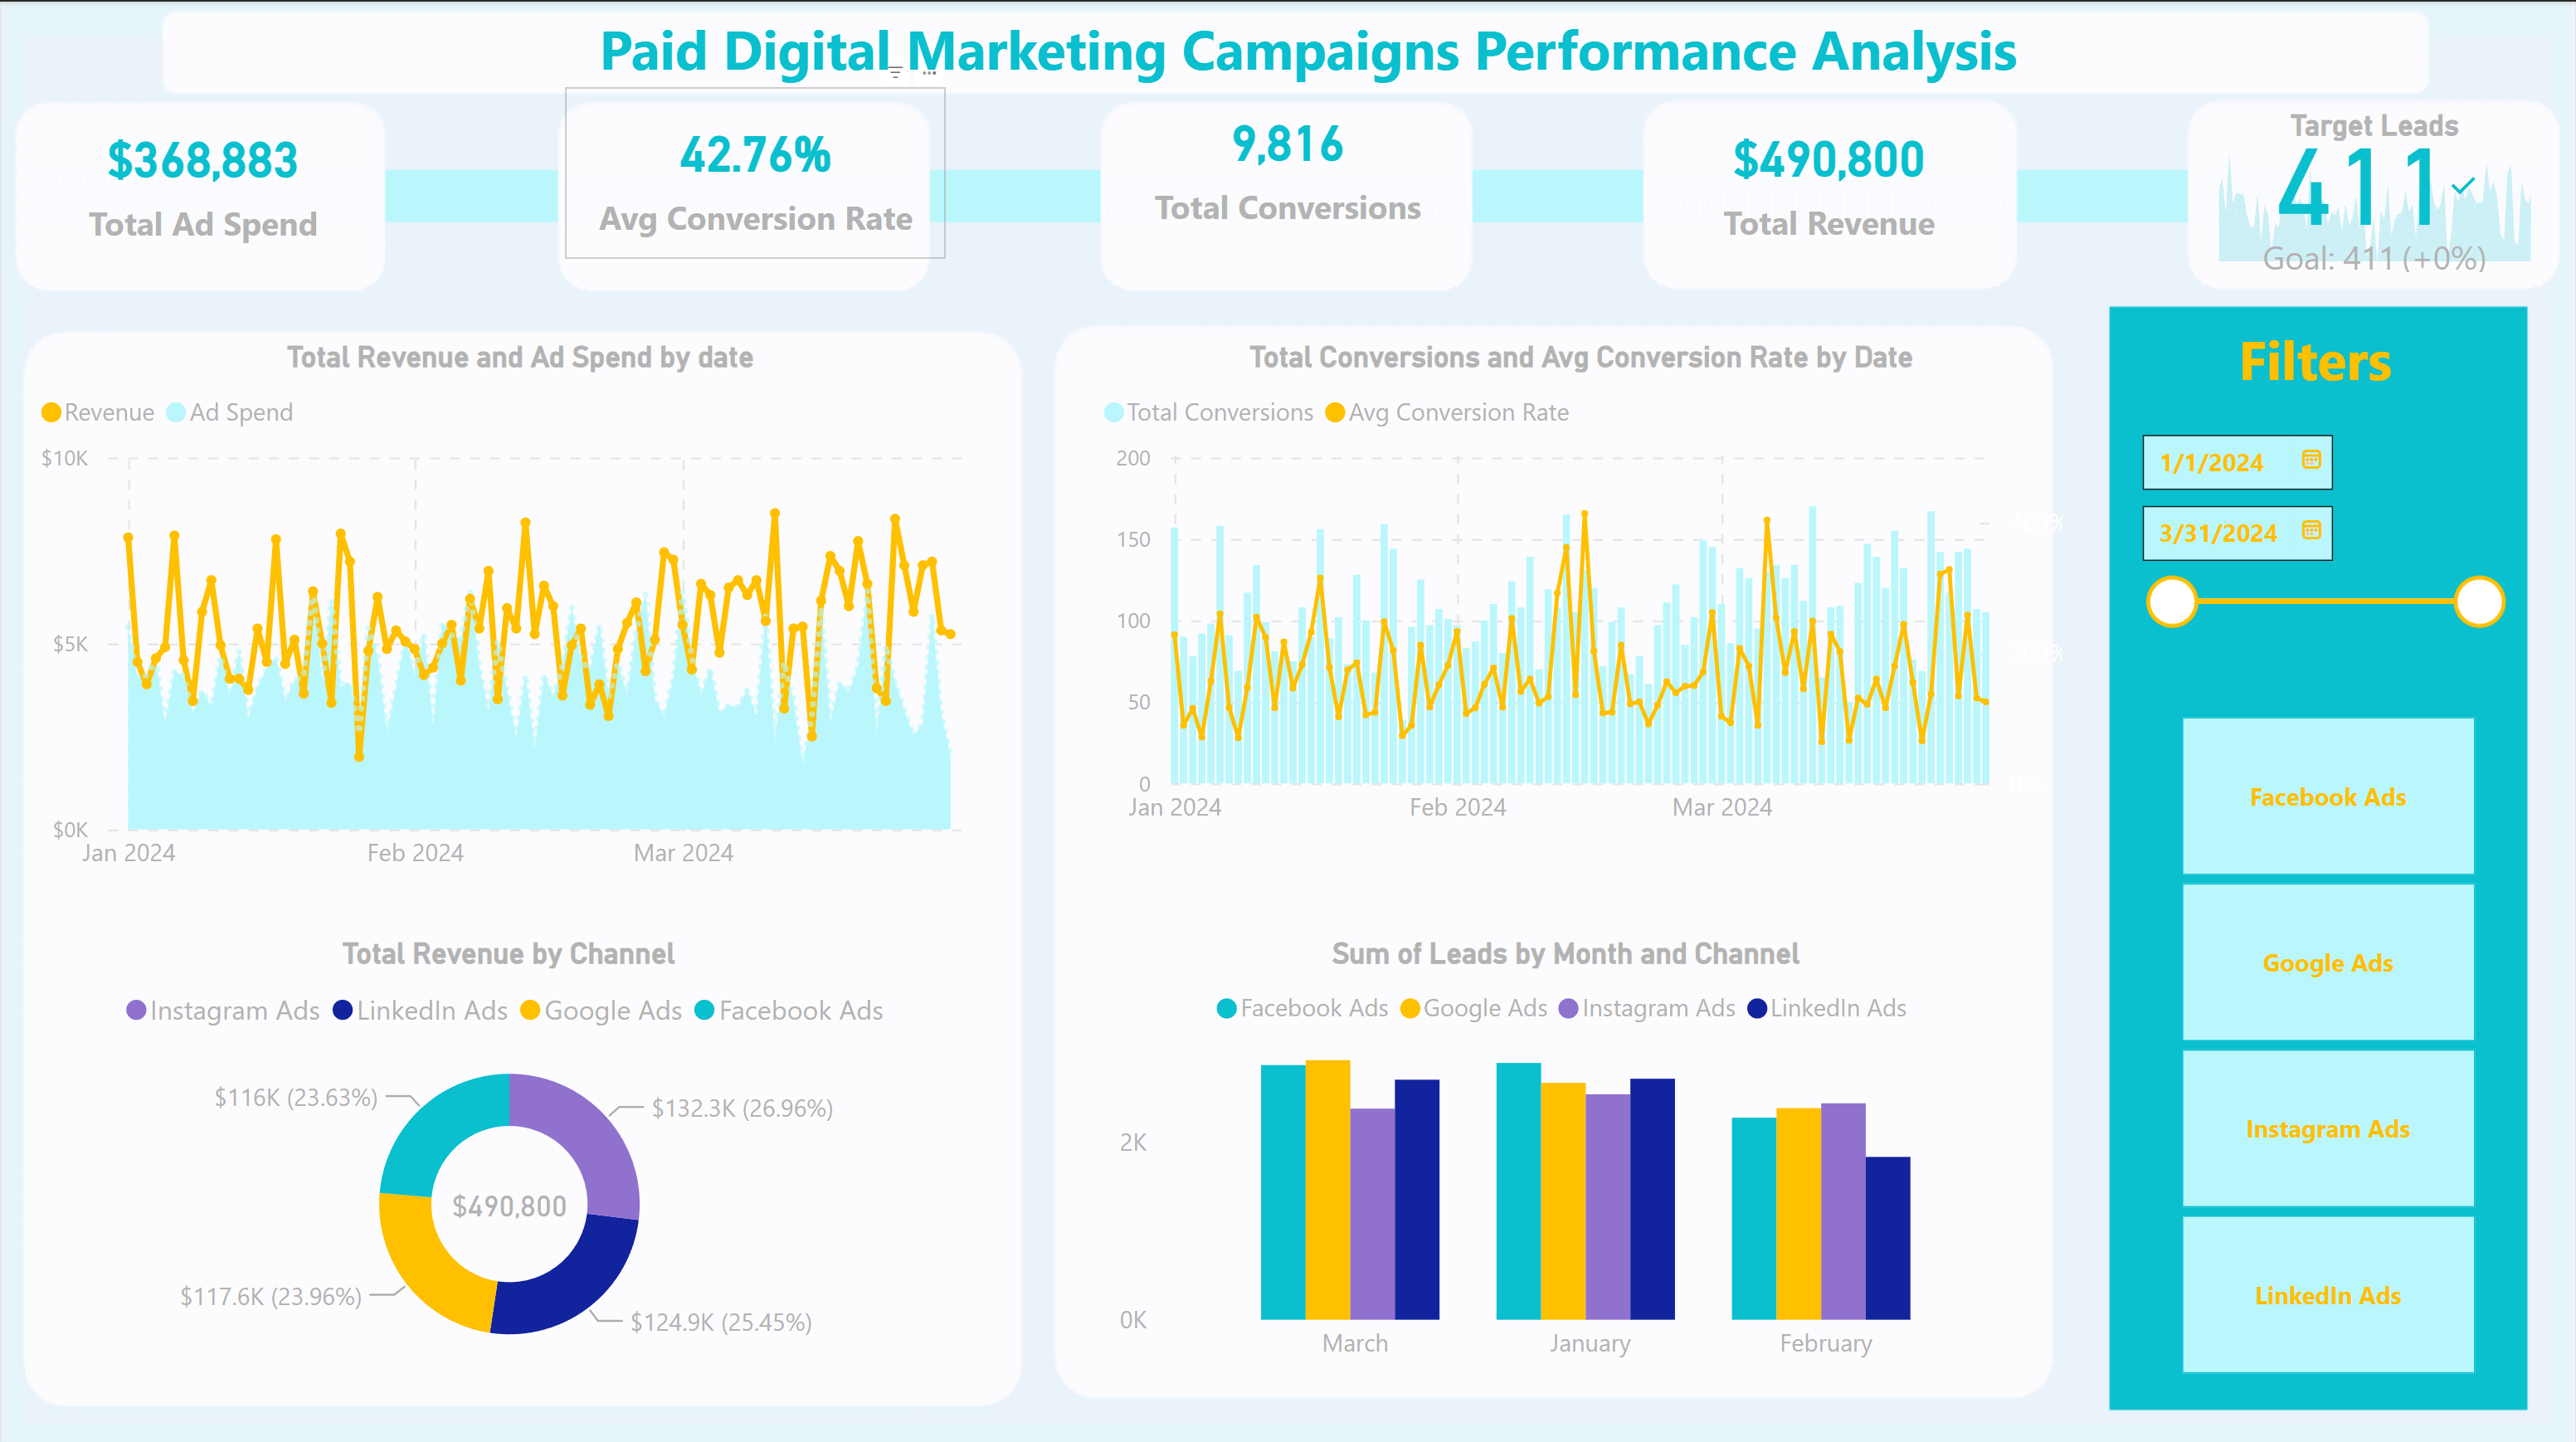 Paid Digital Marketing Campaigns Performance Analysis
$368,883
Total Ad Spend
42.76%
Avg Conversion Rate
9,816
Total Conversions
$490,800
Total Revenue
Target Leads
411
Goal: 411 (+0%)
Total Revenue and Ad Spend by date
Revenue Ad Spend
$10K
$5K
$0K
Jan 2024 Feb 2024 Mar 2024
Total Conversions and Avg Conversion Rate by Date
Total Conversions Avg Conversion Rate
200
150
100
50
0
Jan 2024 Feb 2024 Mar 2024
Total Revenue by Channel
Instagram Ads LinkedIn Ads Google Ads Facebook Ads
$116K (23.63%)
$132.3K (26.96%)
$490,800
$117.6K (23.96%)
$124.9K (25.45%)
Sum of Leads by Month and Channel
Facebook Ads Google Ads Instagram Ads LinkedIn Ads
2K
0K
March January February
Filters
1/1/2024
3/31/2024
Facebook Ads
Google Ads
Instagram Ads
LinkedIn Ads